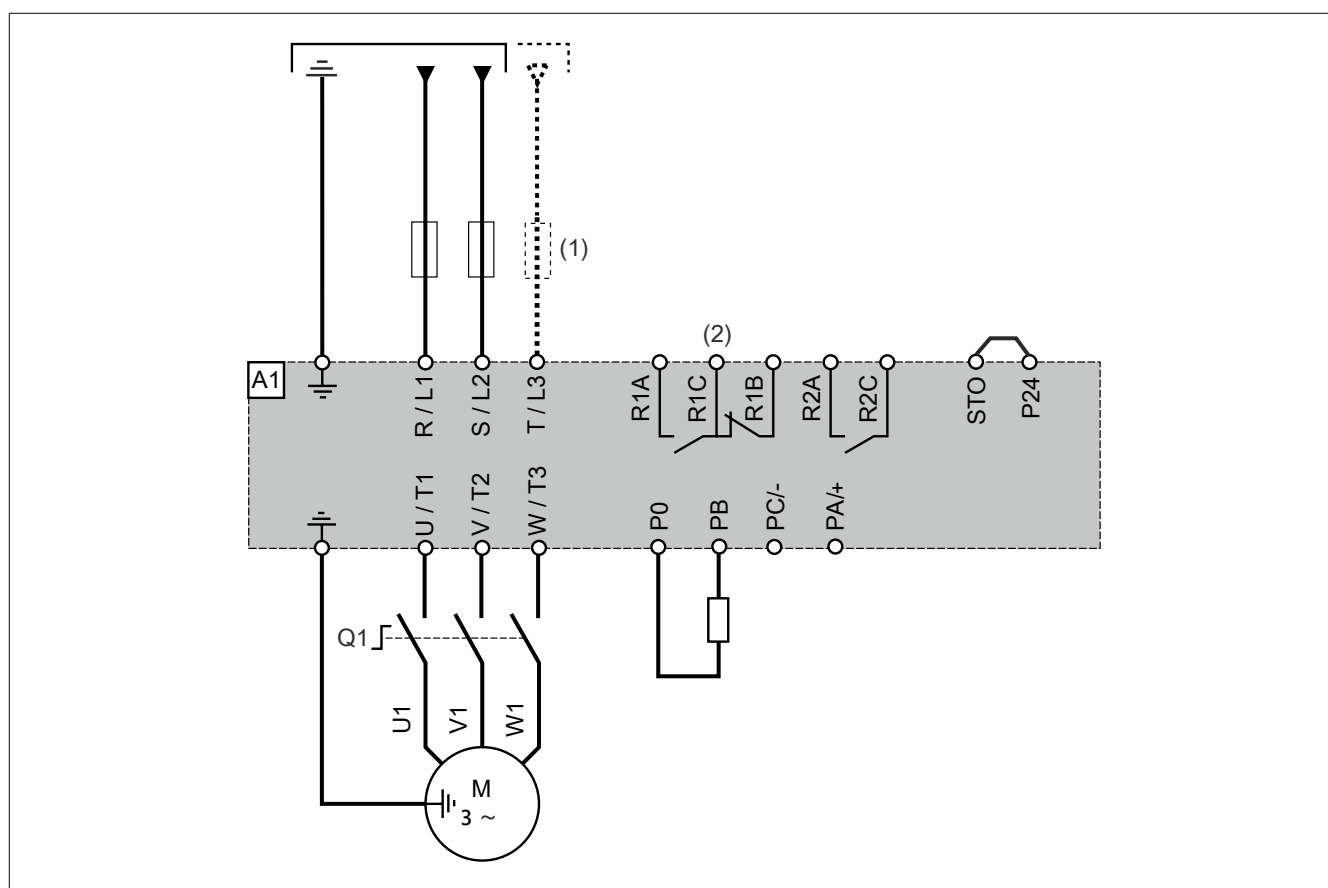 (1)
(2)
A1
R / L1
S / L2
T / L3
R1A
R1C
R1B
R2A
R2C
STO
P24
U / T1
V / T2
W / T3
P0
PB
PC/-
PA/+
Q1
U1
V1
W1
M
3 ~